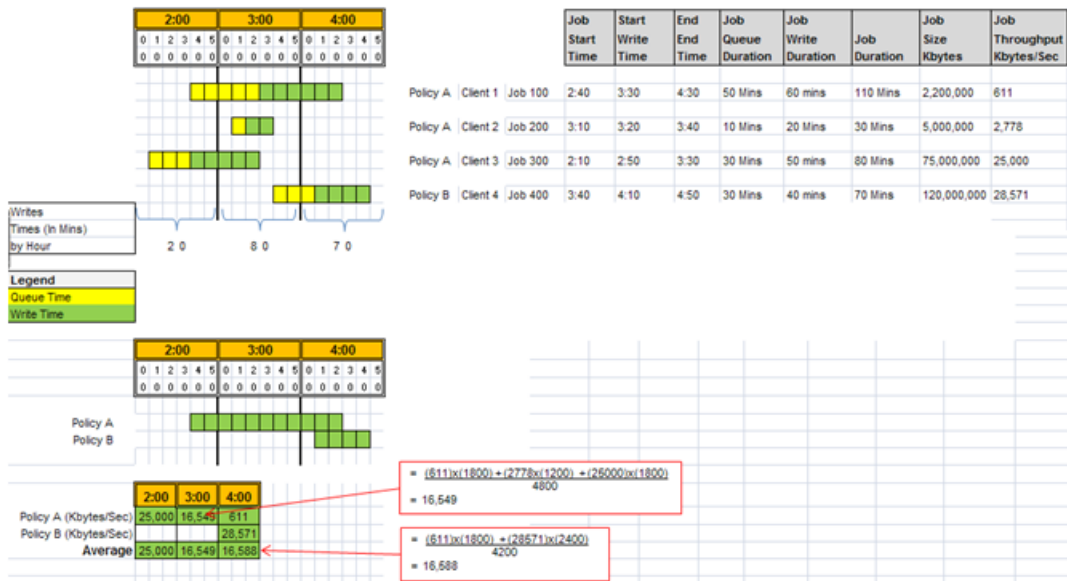 2:00 3:00 4:00
0 1 2 3 4 5 0 1 2 3 4 5 0 1 2 3 4 5
0 0 0 0 0 0 0 0 0 0 0 0 0 0 0 0 0 0
Job Start End Job Job Job Job
Start Write End Queue Write Job Size Throughput
Time Time Time Duration Duration Duration Kbytes Kbytes/Sec
Policy A Client 1 Job 100 2:40 3:30 4:30 50 Mins 60 mins 110 Mins 2,200,000 611
Policy A Client 2 Job 200 3:10 3:20 3:40 10 Mins 20 Mins 30 Mins 5,000,000 2,778
Policy A Client 3 Job 300 2:10 2:50 3:30 30 Mins 50 mins 80 Mins 75,000,000 25,000
Policy B Client 4 Job 400 3:40 4:10 4:50 30 Mins 40 mins 70 Mins 120,000,000 28,571
Writes
Times (In Mins)
by Hour 2 0 8 0 7 0
Legend
Queue Time
Write Time
2:00 3:00 4:00
0 1 2 3 4 5 0 1 2 3 4 5 0 1 2 3 4 5
0 0 0 0 0 0 0 0 0 0 0 0 0 0 0 0 0 0
Policy A
Policy B
2:00 3:00 4:00
Policy A (Kbytes/Sec) 25,000 16,549 611
Policy B (Kbytes/Sec) 28,571
Average 25,000 16,549 16,588
= (611)x(1800) + (2778x(1200) + (25000)x(1800)
4800
= 16,549
= (611)x(1800) + (28571)x(2400)
4200
= 16,588